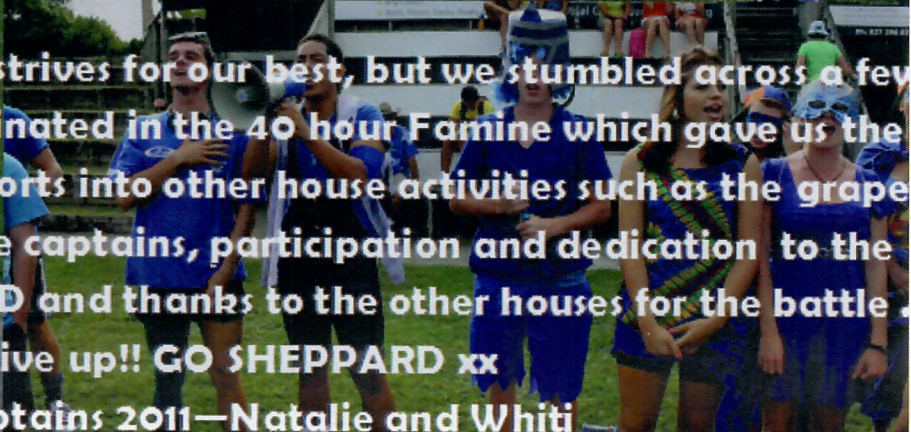 strives for our best, but we stumbled across a few
nated in the 40 hour Famine which gave us the
orts into other house activities such as the grape
e captains, participation and dedication to the
D and thanks to the other houses for the battle .
ive up!! GO SHEPPARD xx
ptains 2011—Natalie and Whiti